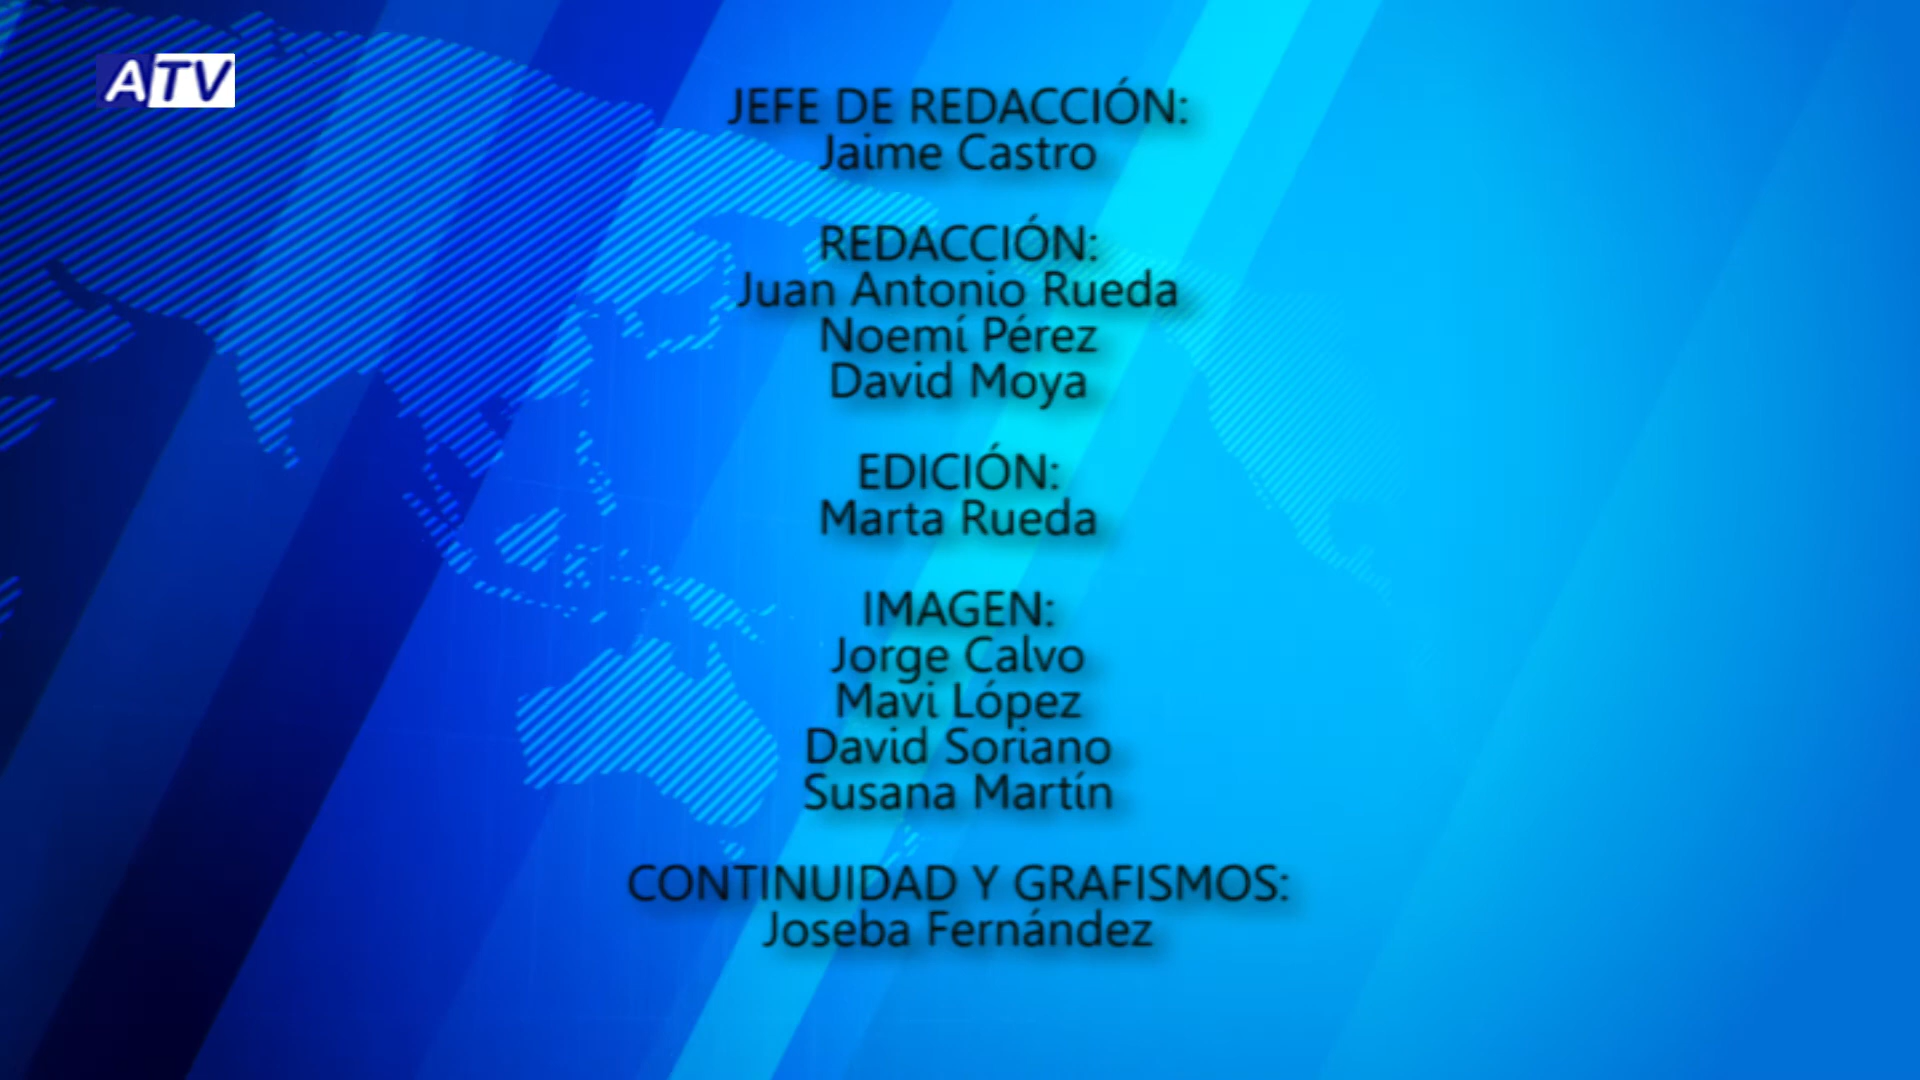 ATV
JEFE DE REDACCIÓN:
Jaime Castro
REDACCIÓN:
Juan Antonio Rueda
Noemí Pérez
David Moya
EDICIÓN:
Marta Rueda
IMAGEN:
Jorge Calvo
Mavi López
David Soriano
Susana Martín
CONTINUIDAD Y GRAFISMOS:
Joseba Fernández